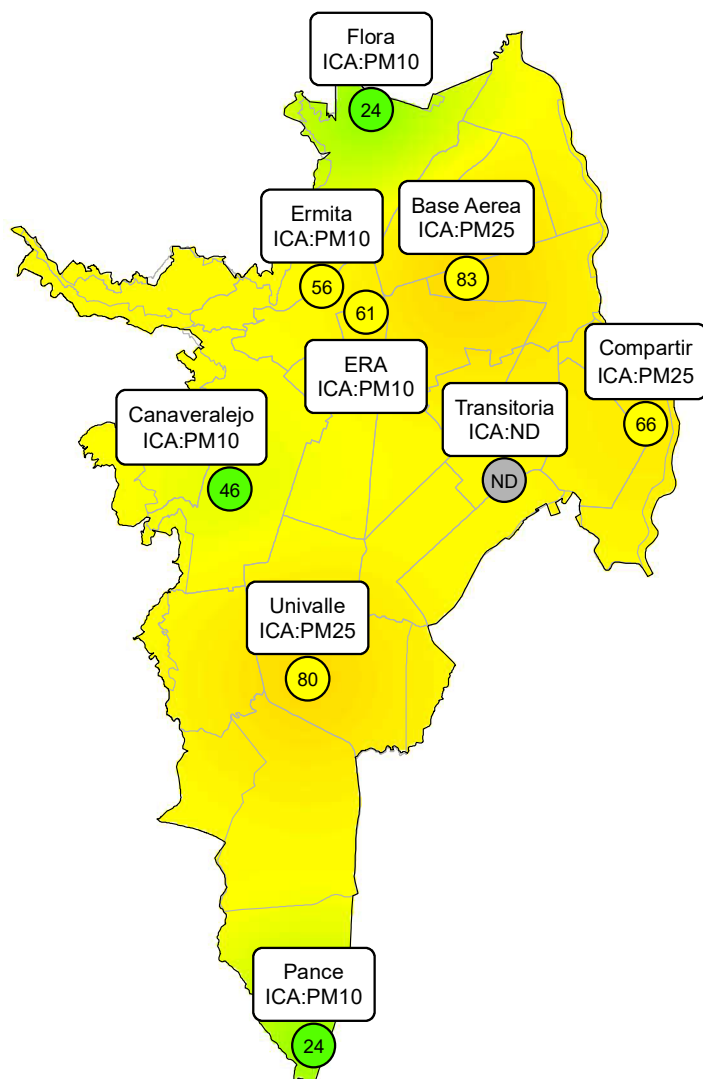 Flora
ICA:PM10
24
Ermita
ICA:PM10
56
Base Aerea
ICA:PM25
83
61
ERA
ICA:PM10
Compartir
ICA:PM25
66
Canaveralejo
ICA:PM10
46
Transitoria
ICA:ND
ND
Univalle
ICA:PM25
80
Pance
ICA:PM10
24